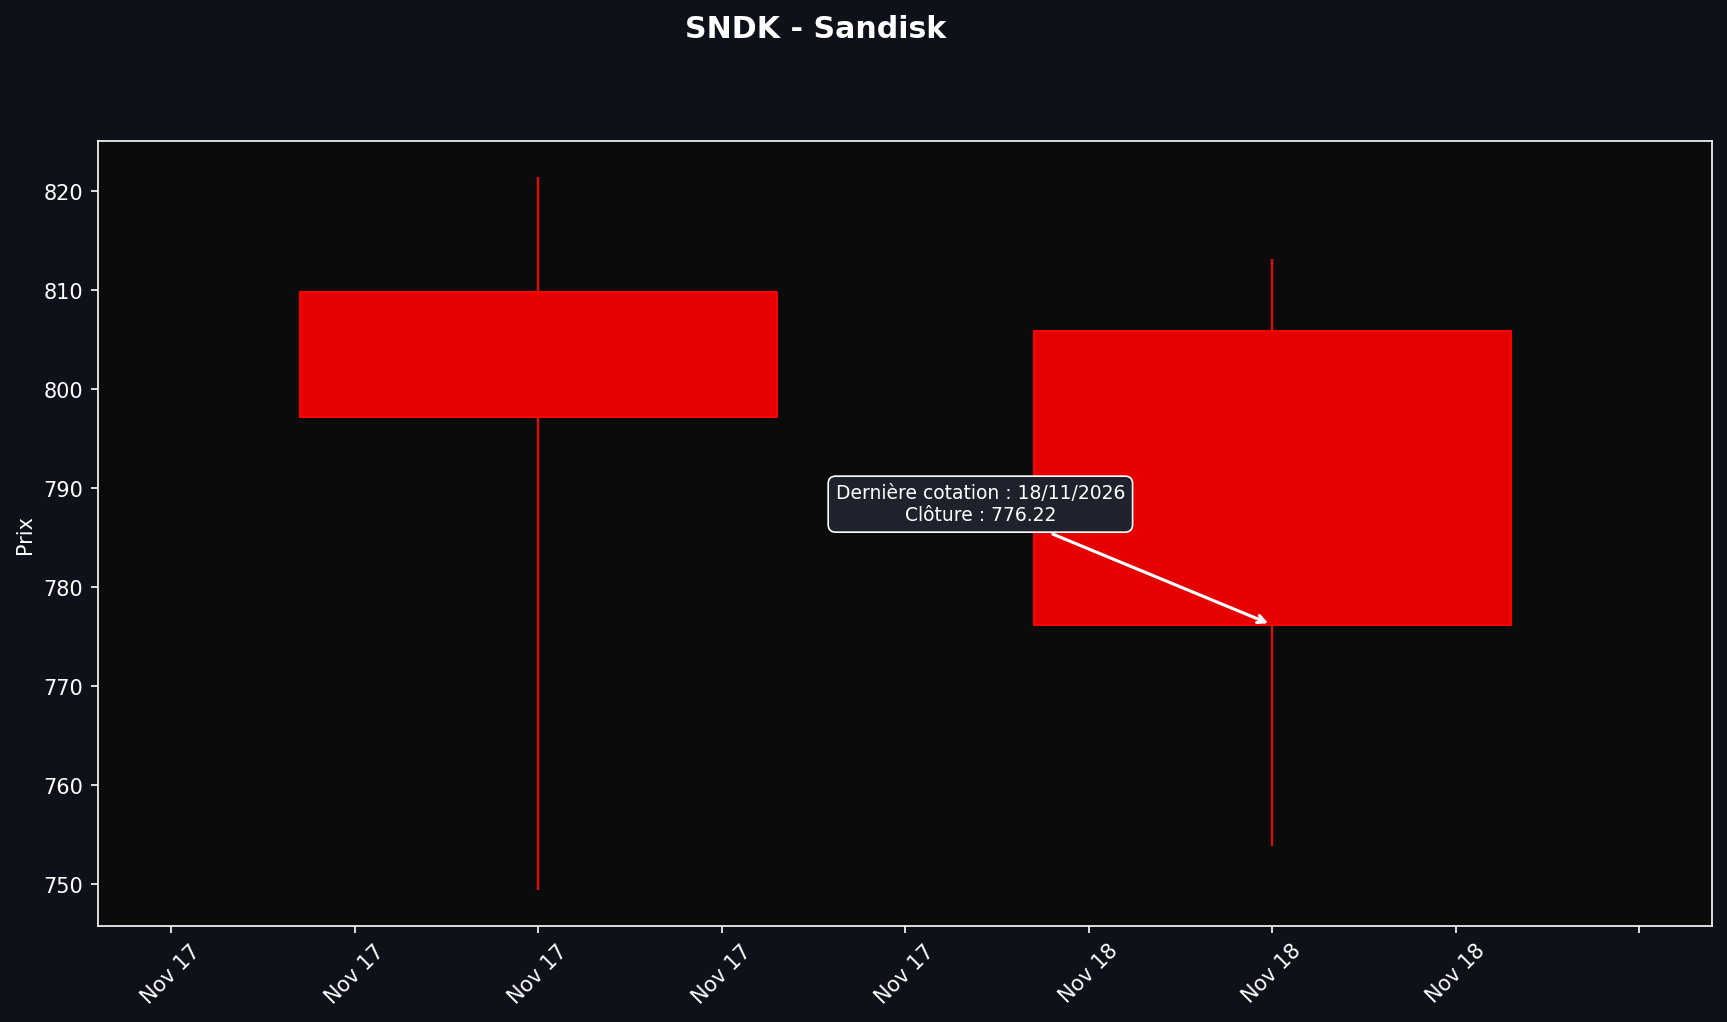 SNDK - Sandisk
820
810
800
790
780
770
760
750
Prix
Dernière cotation : 18/11/2026
Clôture : 776.22
Nov 17
Nov 17
Nov 17
Nov 17
Nov 17
Nov 18
Nov 18
Nov 18